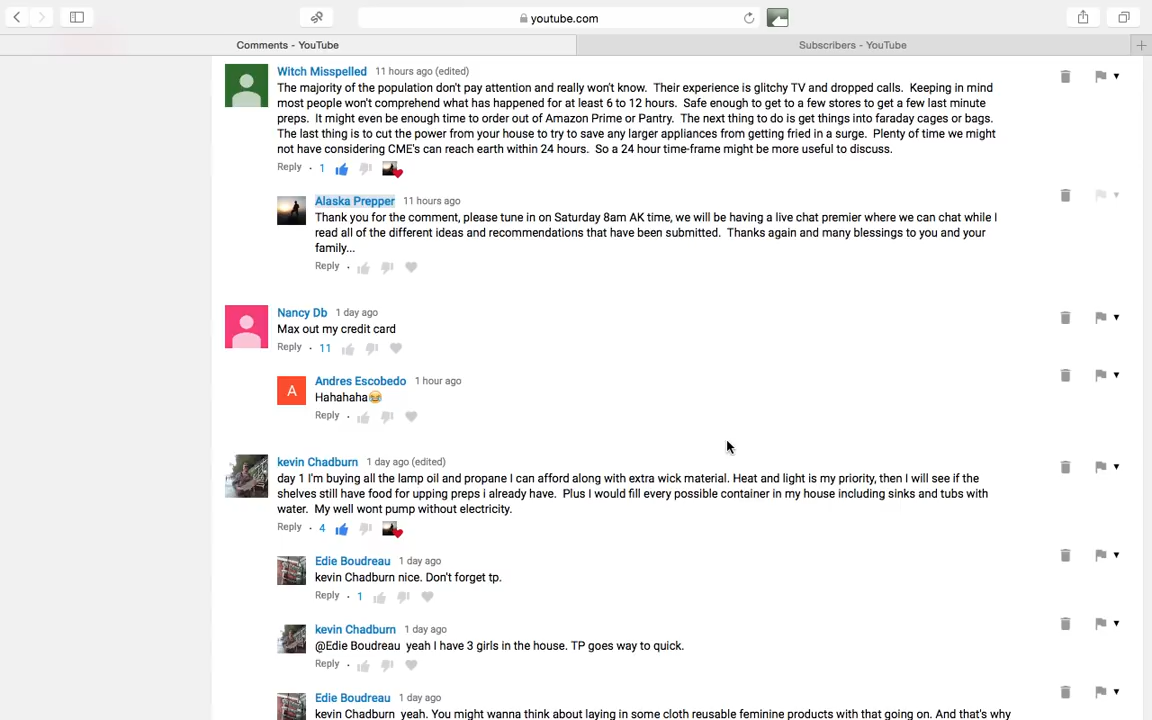 youtube.com
Comments - YouTube
Subscribers - YouTube
Witch Misspelled 11 hours ago (edited)
The majority of the population don't pay attention and really won't know. Their experience is glitchy TV and dropped calls. Keeping in mind
most people won't comprehend what has happened for at least 6 to 12 hours. Safe enough to get to a few stores to get a few last minute
preps. It might even be enough time to order out of Amazon Prime or Pantry. The next thing to do is get things into faraday cages or bags.
The last thing is to cut the power from your house to try to save any larger appliances from getting fried in a surge. Plenty of time we might
not have considering CME's can reach earth within 24 hours. So a 24 hour time-frame might be more useful to discuss.
Reply · 1
Alaska Prepper 11 hours ago
Thank you for the comment, please tune in on Saturday 8am AK time, we will be having a live chat premier where we can chat while I
read all of the different ideas and recommendations that have been submitted. Thanks again and many blessings to you and your
family...
Reply ·
Nancy Db 1 day ago
Max out my credit card
Reply · 11
A
Andres Escobedo 1 hour ago
Hahahaha😂
Reply ·
kevin Chadburn 1 day ago (edited)
day 1 I'm buying all the lamp oil and propane I can afford along with extra wick material. Heat and light is my priority, then I will see if the
shelves still have food for upping preps i already have. Plus I would fill every possible container in my house including sinks and tubs with
water. My well wont pump without electricity.
Reply · 4
Edie Boudreau 1 day ago
kevin Chadburn nice. Don't forget tp.
Reply · 1
kevin Chadburn 1 day ago
@Edie Boudreau yeah I have 3 girls in the house. TP goes way to quick.
Reply ·
Edie Boudreau 1 day ago
kevin Chadburn yeah. You might wanna think about laying in some cloth reusable feminine products with that going on. And that's why